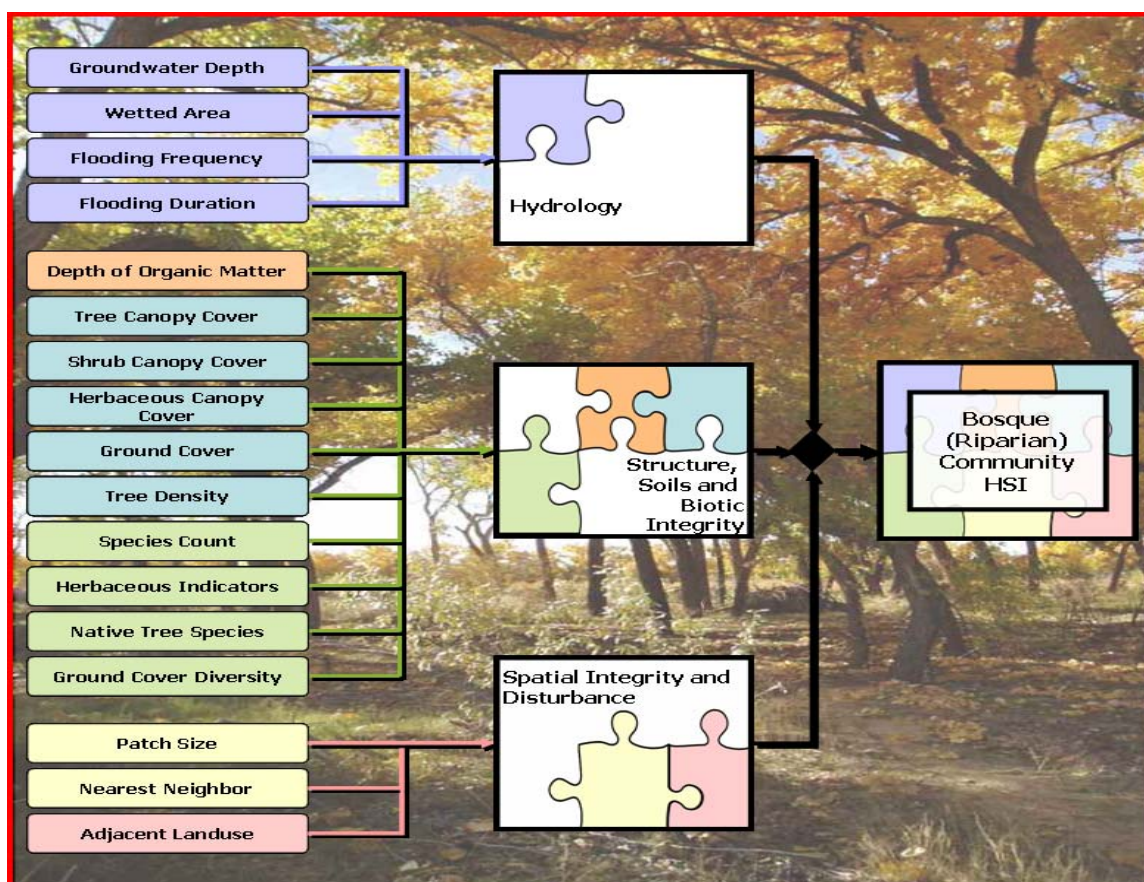 Groundwater Depth
Wetted Area
Flooding Frequency
Flooding Duration
Hydrology
Depth of Organic Matter
Tree Canopy Cover
Shrub Canopy Cover
Herbaceous Canopy
Cover
Ground Cover
Tree Density
Species Count
Herbaceous Indicators
Native Tree Species
Ground Cover Diversity
Structure,
Soils and
Biotic
Integrity
Patch Size
Nearest Neighbor
Adjacent Landuse
Spatial Integrity and
Disturbance
Bosque
(Riparian)
Community
HSI